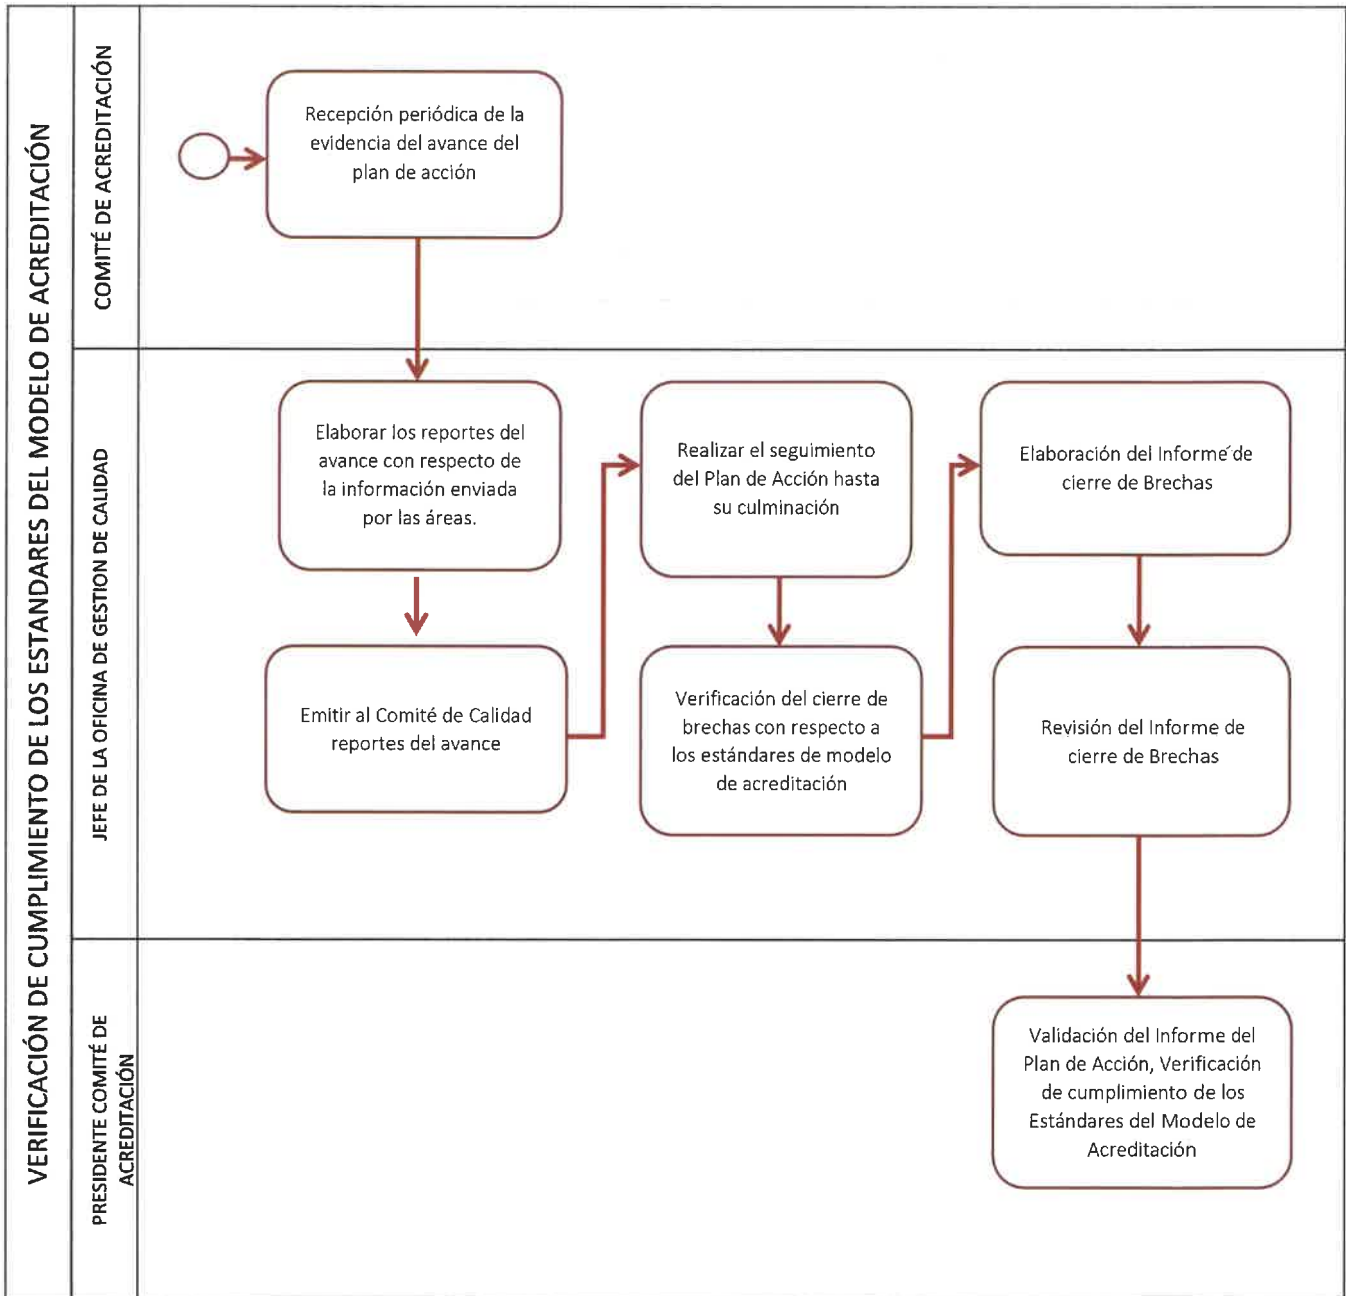 VERIFICACIÓN DE CUMPLIMIENTO DE LOS ESTANDARES DEL MODELO DE ACREDITACIÓN
COMITÉ DE ACREDITACIÓN
Recepción periódica de la
evidencia del avance del
plan de acción
JEFE DE LA OFICINA DE GESTION DE CALIDAD
Elaborar los reportes del
avance con respecto de
la información enviada
por las áreas.
Emitir al Comité de Calidad
reportes del avance
Realizar el seguimiento
del Plan de Acción hasta
su culminación
Verificación del cierre de
brechas con respecto a
los estándares de modelo
de acreditación
Elaboración del Informe de
cierre de Brechas
Revisión del Informe de
cierre de Brechas
PRESIDENTE COMITÉ DE
ACREDITACIÓN
Validación del Informe del
Plan de Acción, Verificación
de cumplimiento de los
Estándares del Modelo de
Acreditación